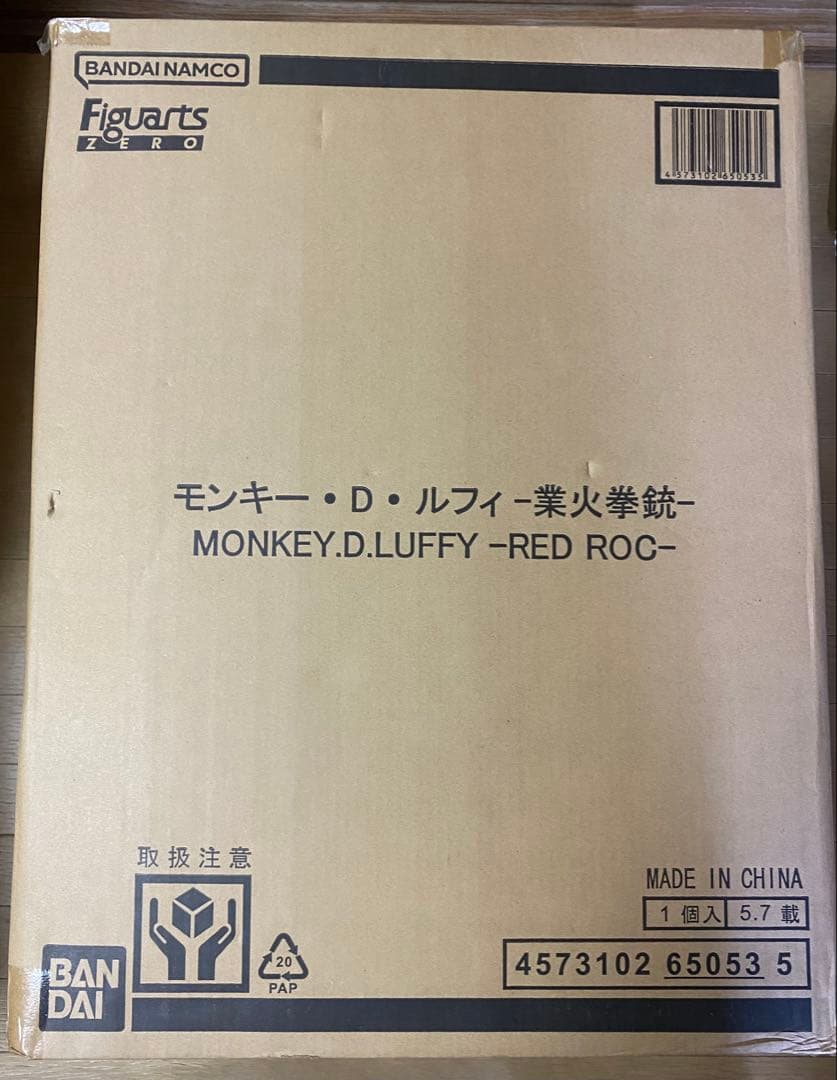 BANDAI NAMCO
Figuarts
ZERO
4573102650535
モンキー・D・ルフィ -業火拳銃-
MONKEY.D.LUFFY -RED ROC-
取扱注意
MADE IN CHINA
1個入 5.7 載
20
PAP
4573102 65053 5
BAN
DAI